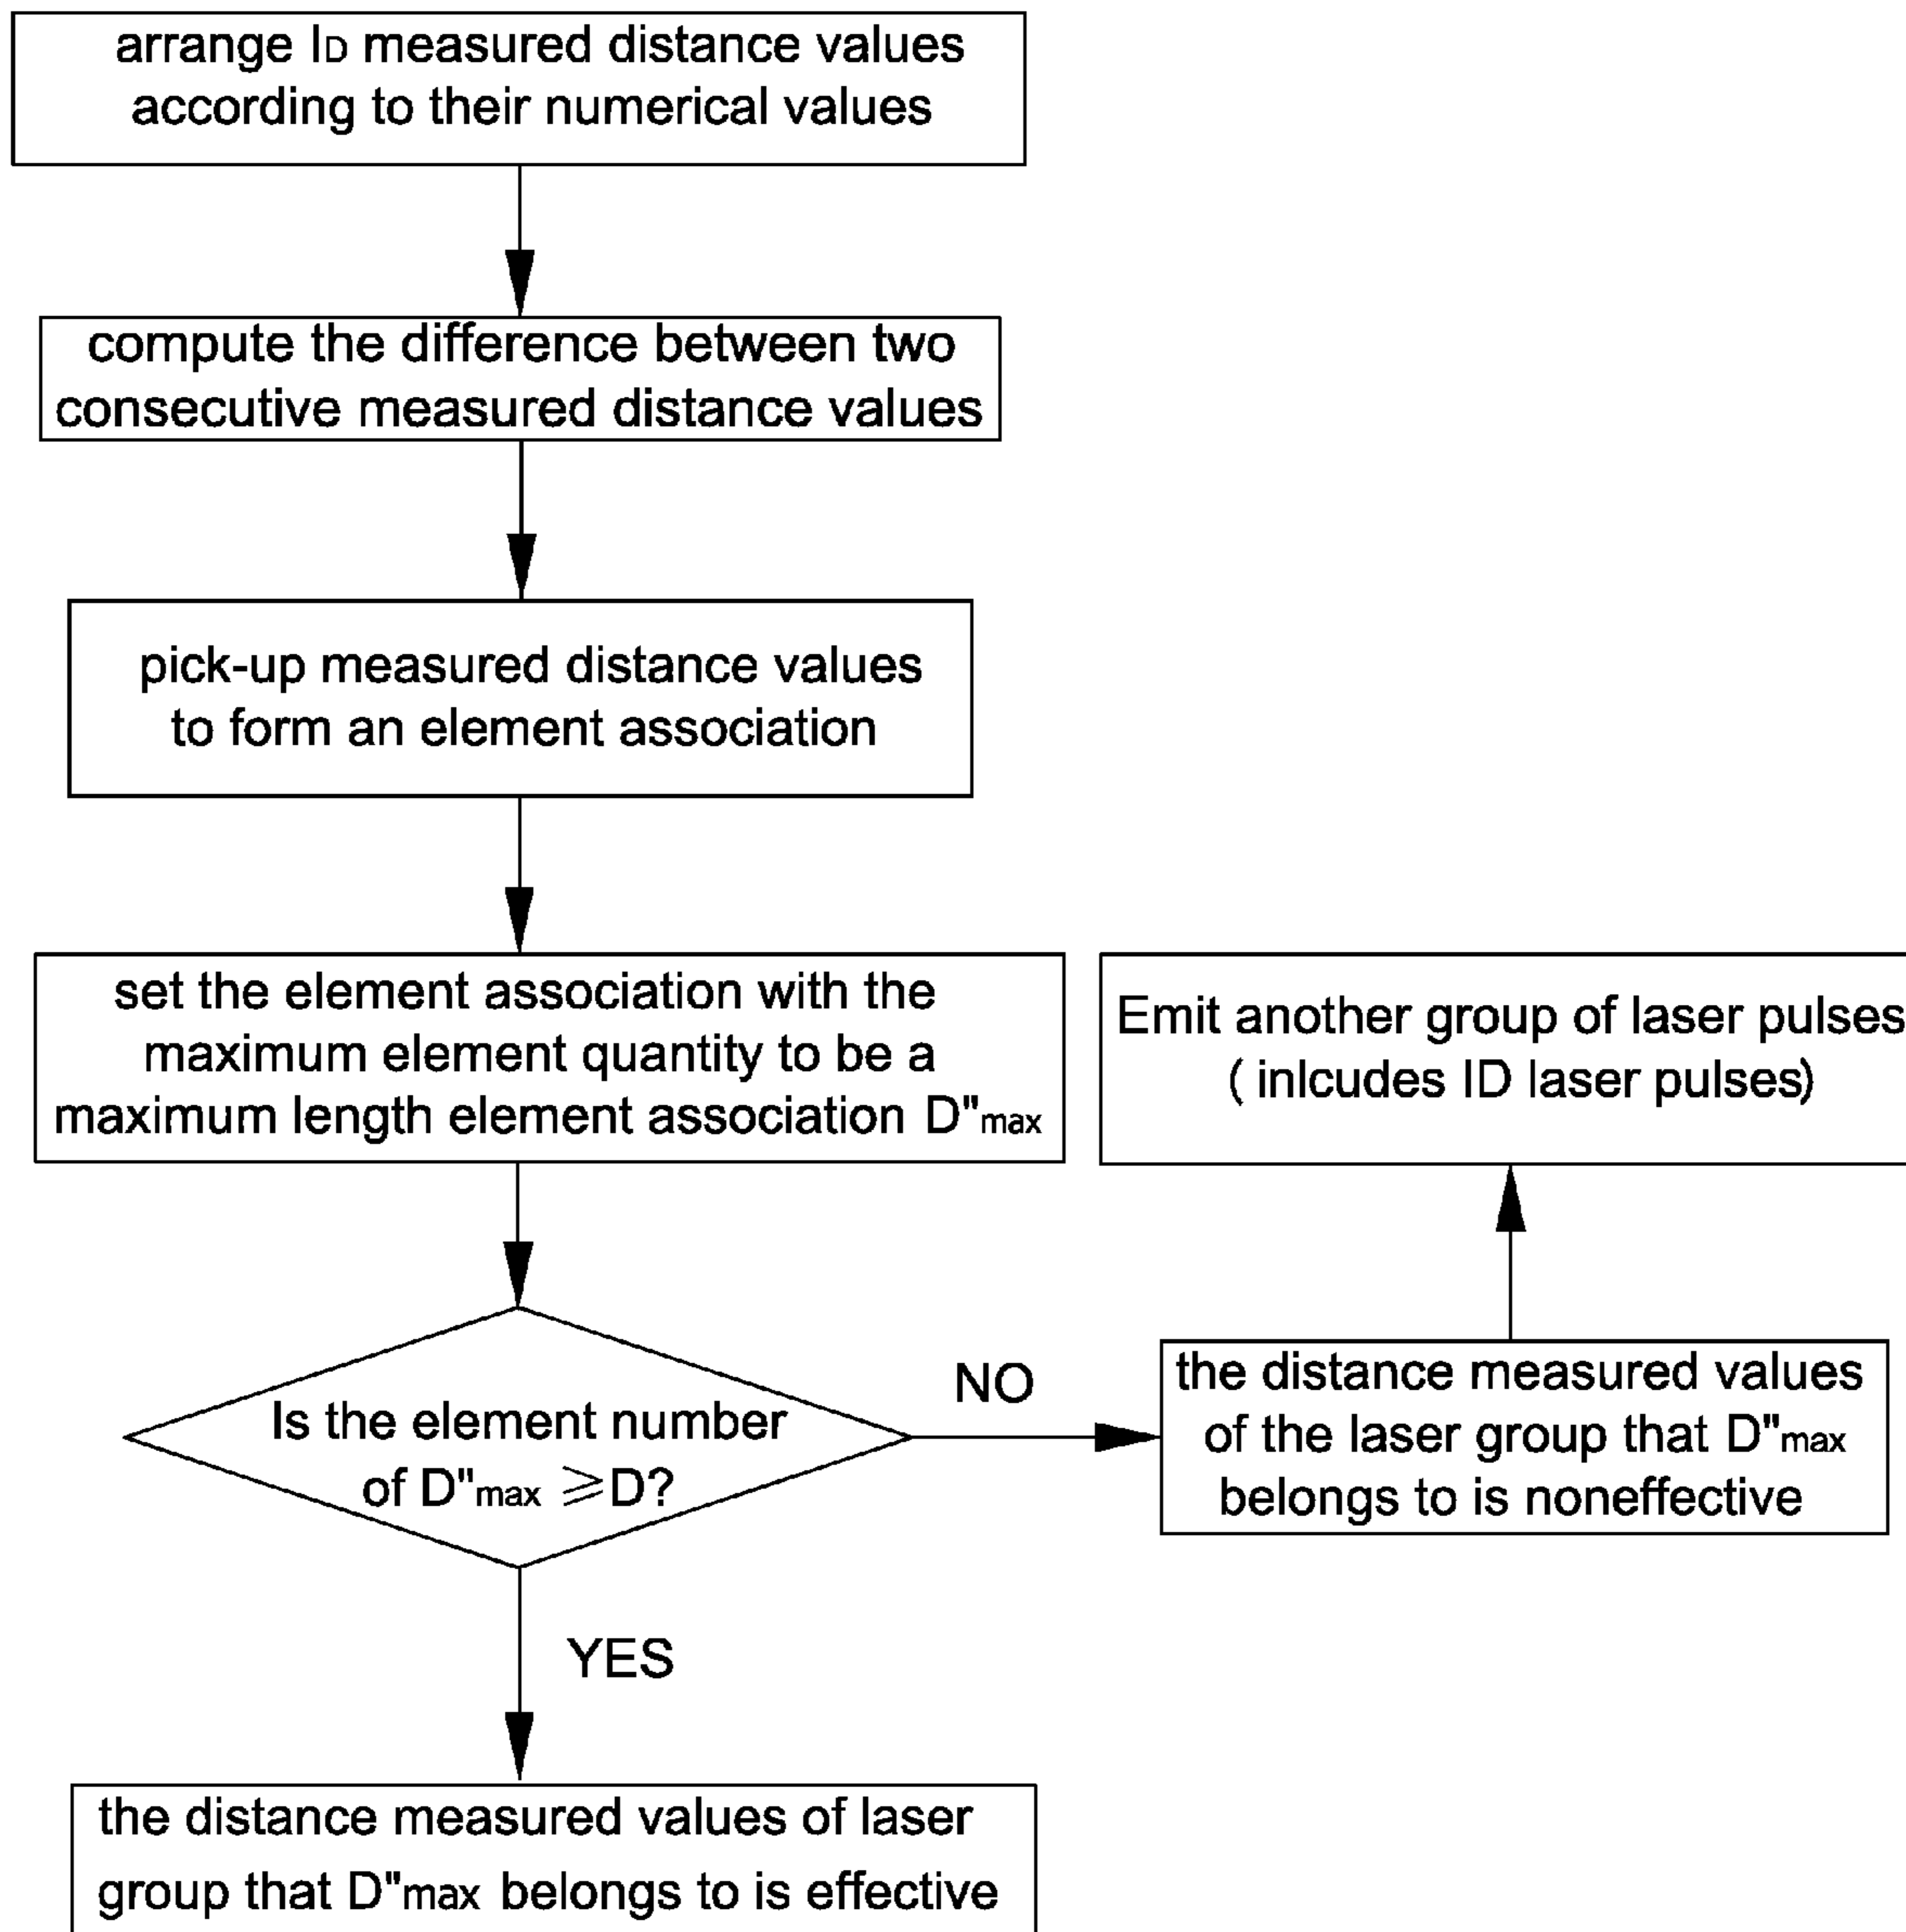 arrange ID measured distance values
according to their numerical values
compute the difference between two
consecutive measured distance values
pick-up measured distance values
to form an element association
set the element association with the
maximum element quantity to be a
maximum length element association D"max
Emit another group of laser pulses
( inlcudes ID laser pulses)
Is the element number
of D"max ⩾D?
NO
the distance measured values
of the laser group that D"max
belongs to is noneffective
YES
the distance measured values of laser
group that D"max belongs to is effective